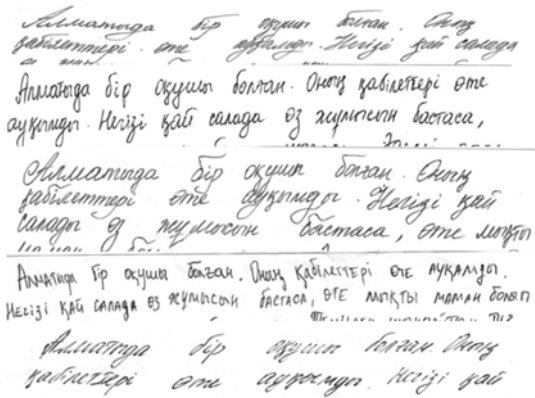 Алматыда бір оқушы болған. Оның
қабілеттері өте ауқымды. Негізі қай салада
Алматыда бір оқушы болған. Оның қабілеттері өте
ауқымды. Негізі қай салада өз жұмысын бастаса,
Алматыда бір оқушы болған. Оның
қабілеттері өте ауқымды. Негізі қай
салады өз жұмосын бастаса, өте мықты
Алматыда бір оқушы болған. Оның қабілеттері өте ауқамды.
Негізі қай салада өз жұмысын бастаса, өте мықты маман болып
Алматыда бір оқушы болған. Оның
қабілеттері өте ауқымды. Негізі қай